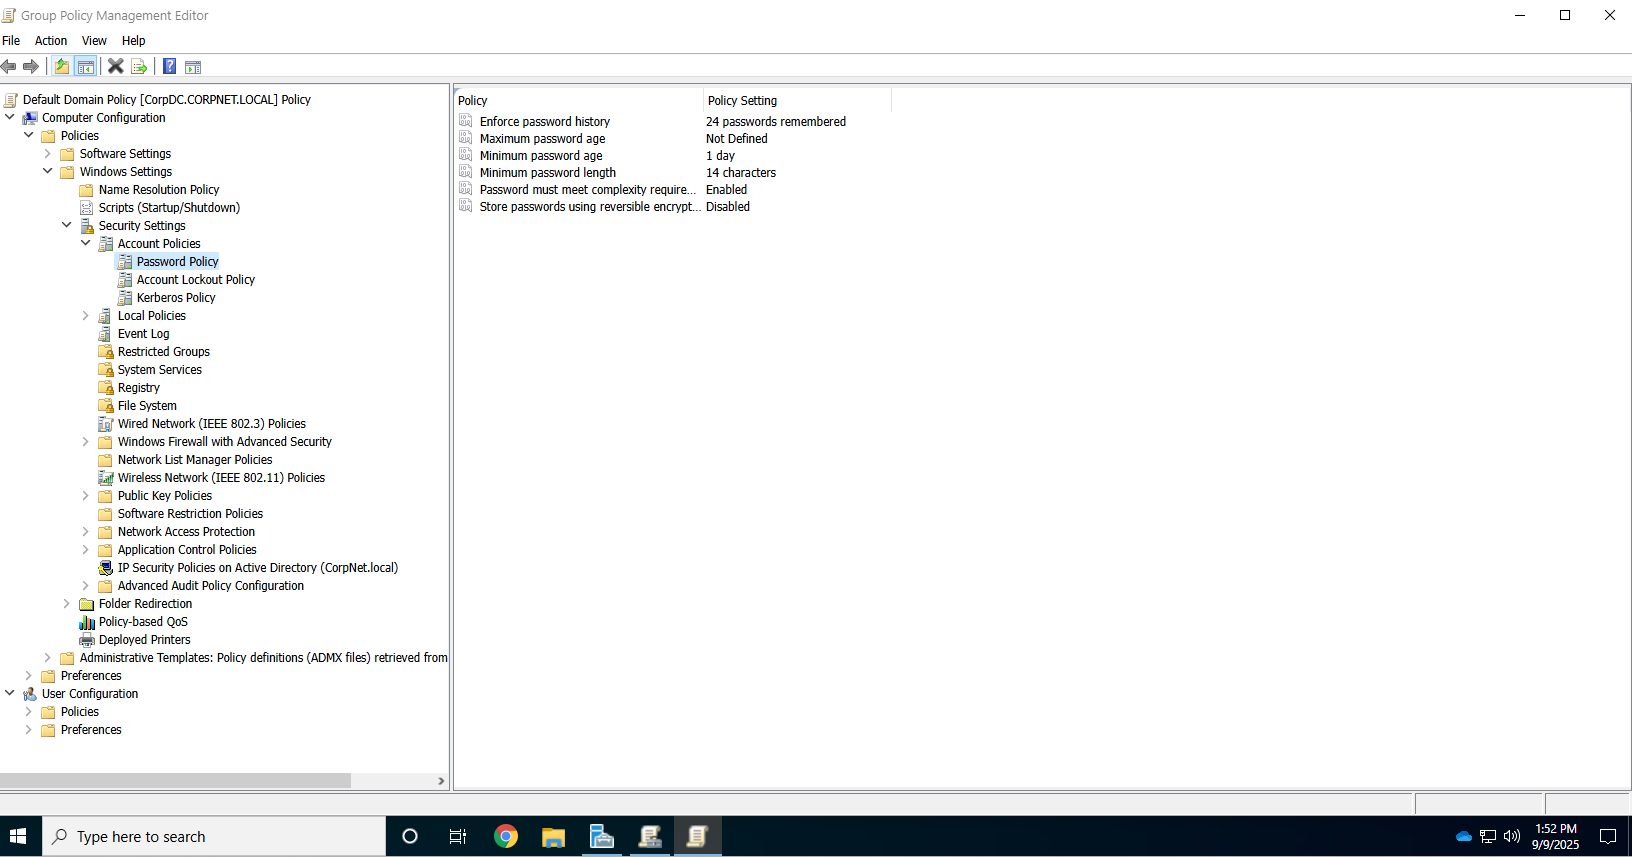 Group Policy Management Editor
File Action View Help
Default Domain Policy [CorpDC.CORPNET.LOCAL] Policy
Computer Configuration
Policies
Software Settings
Windows Settings
Name Resolution Policy
Scripts (Startup/Shutdown)
Security Settings
Account Policies
Password Policy
Account Lockout Policy
Kerberos Policy
Local Policies
Event Log
Restricted Groups
System Services
Registry
File System
Wired Network (IEEE 802.3) Policies
Windows Firewall with Advanced Security
Network List Manager Policies
Wireless Network (IEEE 802.11) Policies
Public Key Policies
Software Restriction Policies
Network Access Protection
Application Control Policies
IP Security Policies on Active Directory (CorpNet.local)
Advanced Audit Policy Configuration
Folder Redirection
Policy-based QoS
Deployed Printers
Administrative Templates: Policy definitions (ADMX files) retrieved from
Preferences
User Configuration
Policies
Preferences
Policy Policy Setting
Enforce password history 24 passwords remembered
Maximum password age Not Defined
Minimum password age 1 day
Minimum password length 14 characters
Password must meet complexity require... Enabled
Store passwords using reversible encrypt... Disabled
Type here to search
1:52 PM
9/9/2025